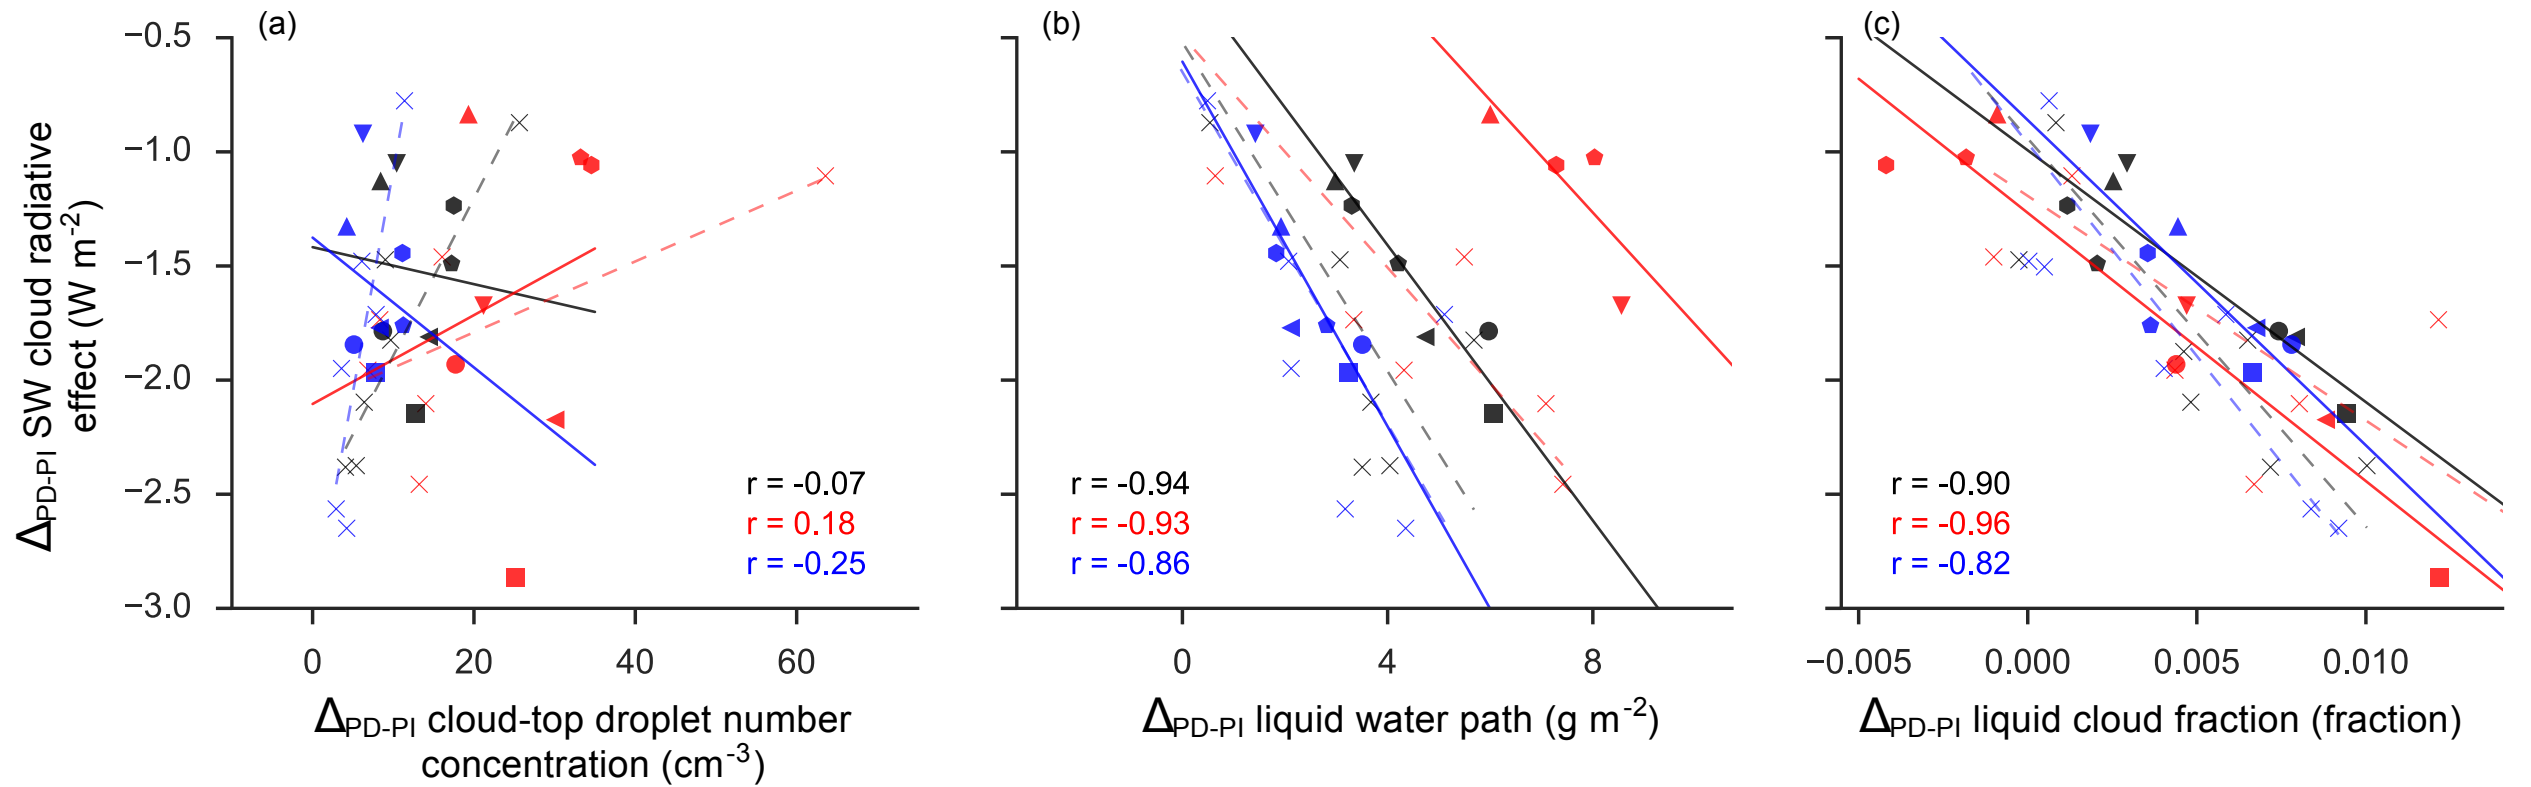 (a)
(b)
(c)
ΔPD-PI SW cloud radiative
effect (W m-2)
−0.5
−1.0
−1.5
−2.0
−2.5
−3.0
r = -0.07
r = 0.18
r = -0.25
r = -0.94
r = -0.93
r = -0.86
r = -0.90
r = -0.96
r = -0.82
0 20 40 60
0 4 8
−0.005 0.000 0.005 0.010
ΔPD-PI cloud-top droplet number
concentration (cm-3)
ΔPD-PI liquid water path (g m-2)
ΔPD-PI liquid cloud fraction (fraction)